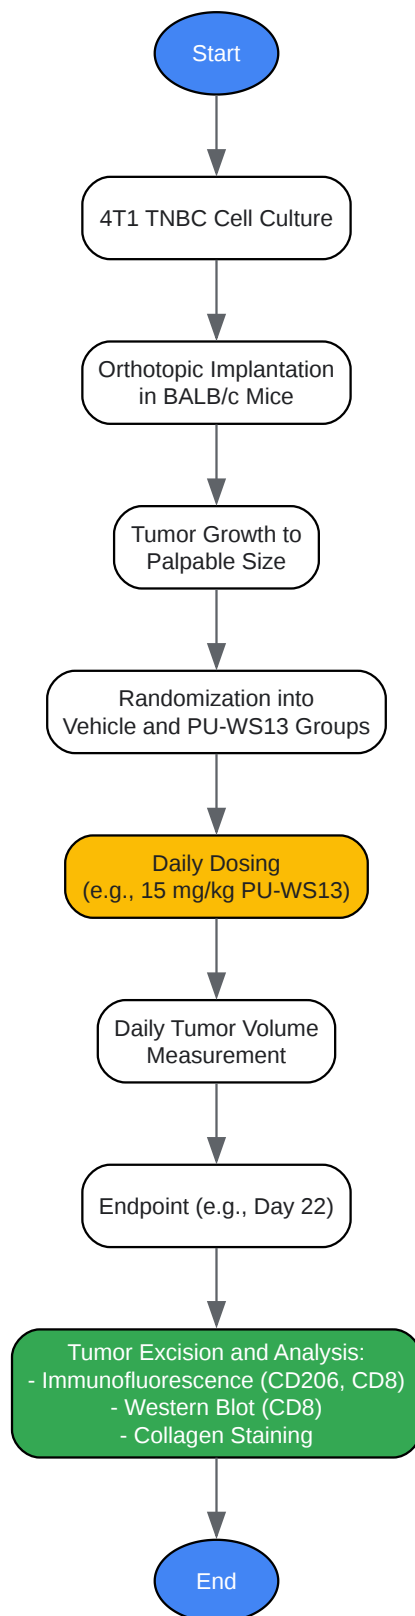 Start
4T1 TNBC Cell Culture
Orthotopic Implantation
in BALB/c Mice
Tumor Growth to
Palpable Size
Randomization into
Vehicle and PU-WS13 Groups
Daily Dosing
(e.g., 15 mg/kg PU-WS13)
Daily Tumor Volume
Measurement
Endpoint (e.g., Day 22)
Tumor Excision and Analysis:
- Immunofluorescence (CD206, CD8)
- Western Blot (CD8)
- Collagen Staining
End